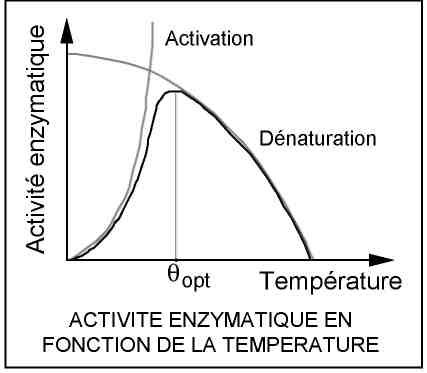 Activation
Activité enzymatique
Dénaturation
θopt
Température
ACTIVITE ENZYMATIQUE EN
FONCTION DE LA TEMPERATURE